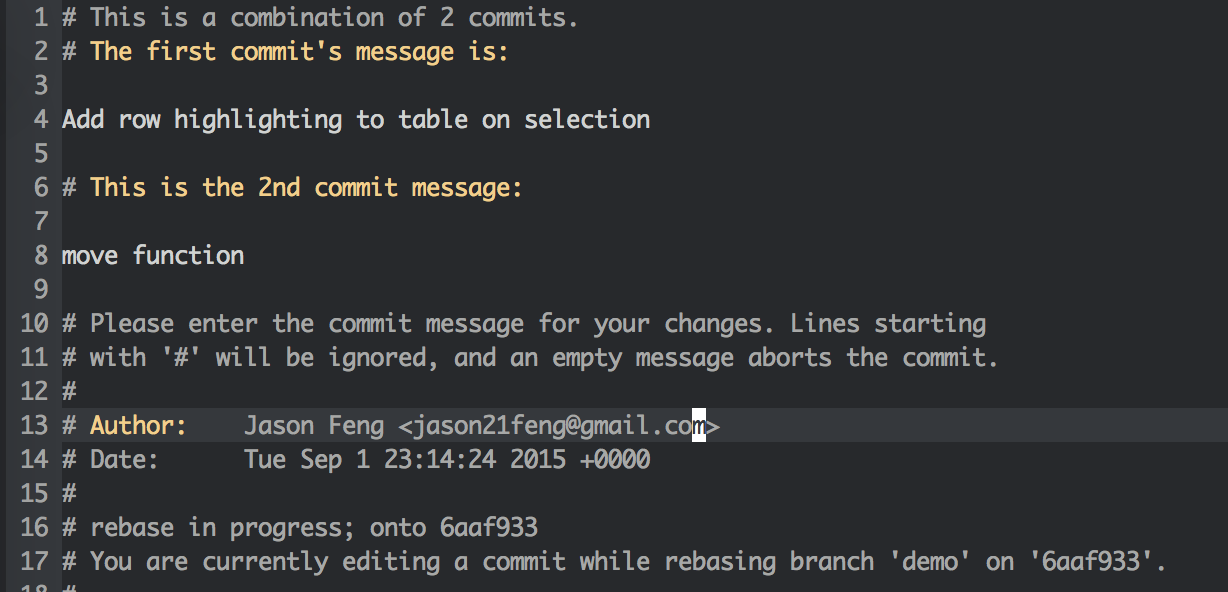 1 # This is a combination of 2 commits.
2 # The first commit's message is:
3
4 Add row highlighting to table on selection
5
6 # This is the 2nd commit message:
7
8 move function
9
10 # Please enter the commit message for your changes. Lines starting
11 # with '#' will be ignored, and an empty message aborts the commit.
12 #
13 # Author:    Jason Feng <jason21feng@gmail.com>
14 # Date:      Tue Sep 1 23:14:24 2015 +0000
15 #
16 # rebase in progress; onto 6aaf933
17 # You are currently editing a commit while rebasing branch 'demo' on '6aaf933'.
18 #